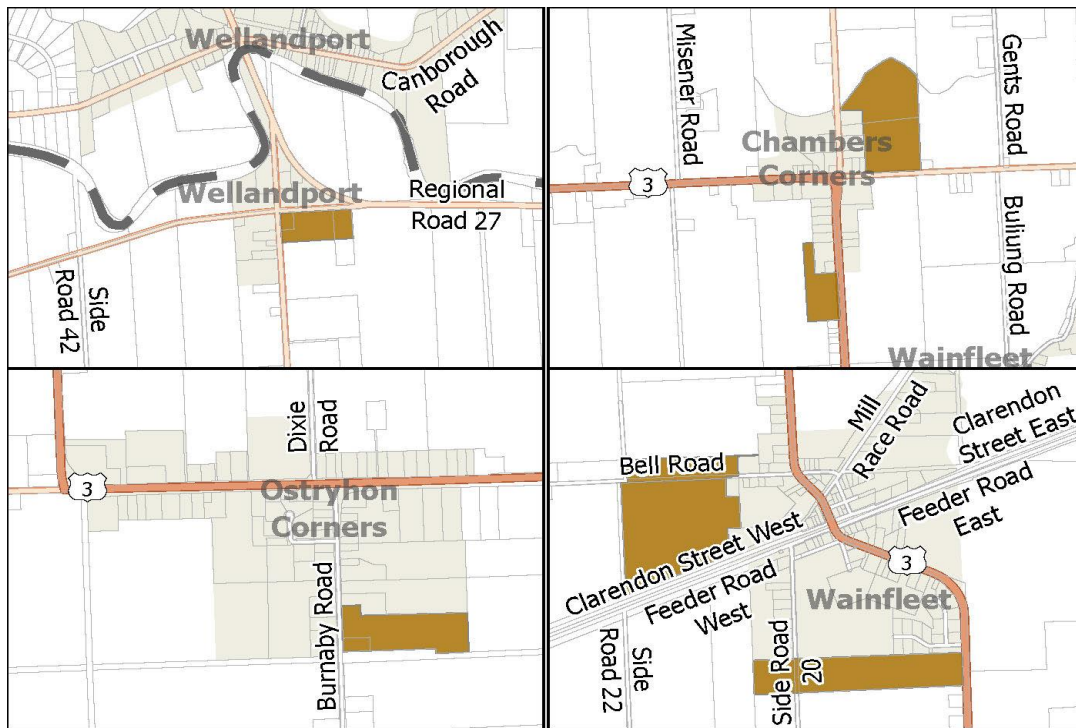 Wellandport
Canborough
Road
Wellandport
Regional
Road 27
Side
Road 42
Misener Road
Gents Road
Chambers
Corners
3
Buliung Road
Wainfleet
Dixie
Road
3
Ostryhon
Corners
Burnaby Road
Mill
Race Road
Clarendon
Street East
Bell Road
Feeder Road
East
Clarendon Street West
Feeder Road
West
3
Wainfleet
Side
Road 22
Side Road
20